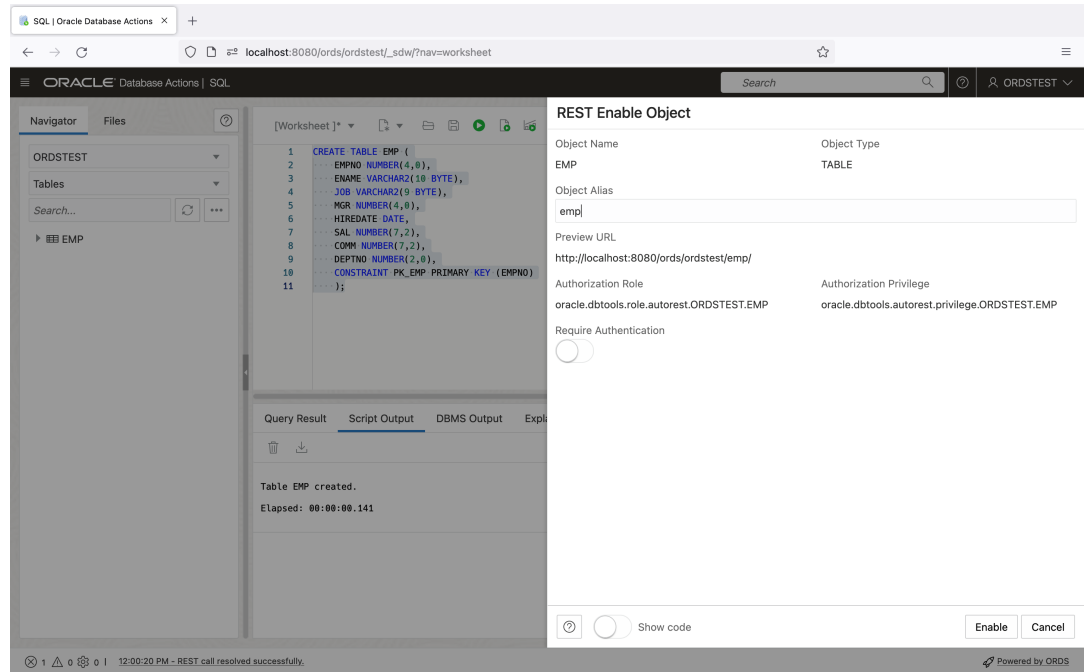 SQL | Oracle Database Actions
localhost:8080/ords/ordstest/_sdw/?nav=worksheet
ORACLE Database Actions | SQL
Search
ORDSTEST
Navigator
Files
ORDSTEST
Tables
Search...
EMP
[Worksheet ]*
1 CREATE TABLE EMP (
2 EMPNO NUMBER(4,0),
3 ENAME VARCHAR2(10 BYTE),
4 JOB VARCHAR2(9 BYTE),
5 MGR NUMBER(4,0),
6 HIREDATE DATE,
7 SAL NUMBER(7,2),
8 COMM NUMBER(7,2),
9 DEPTNO NUMBER(2,0),
10 CONSTRAINT PK_EMP PRIMARY KEY (EMPNO)
11 );
Query Result Script Output DBMS Output Expla
Table EMP created.
Elapsed: 00:00:00.141
REST Enable Object
Object Name Object Type
EMP TABLE
Object Alias
emp
Preview URL
http://localhost:8080/ords/ordstest/emp/
Authorization Role Authorization Privilege
oracle.dbtools.role.autorest.ORDSTEST.EMP oracle.dbtools.autorest.privilege.ORDSTEST.EMP
Require Authentication
Show code
Enable Cancel
1 0 0 | 12:00:20 PM - REST call resolved successfully.
Powered by ORDS